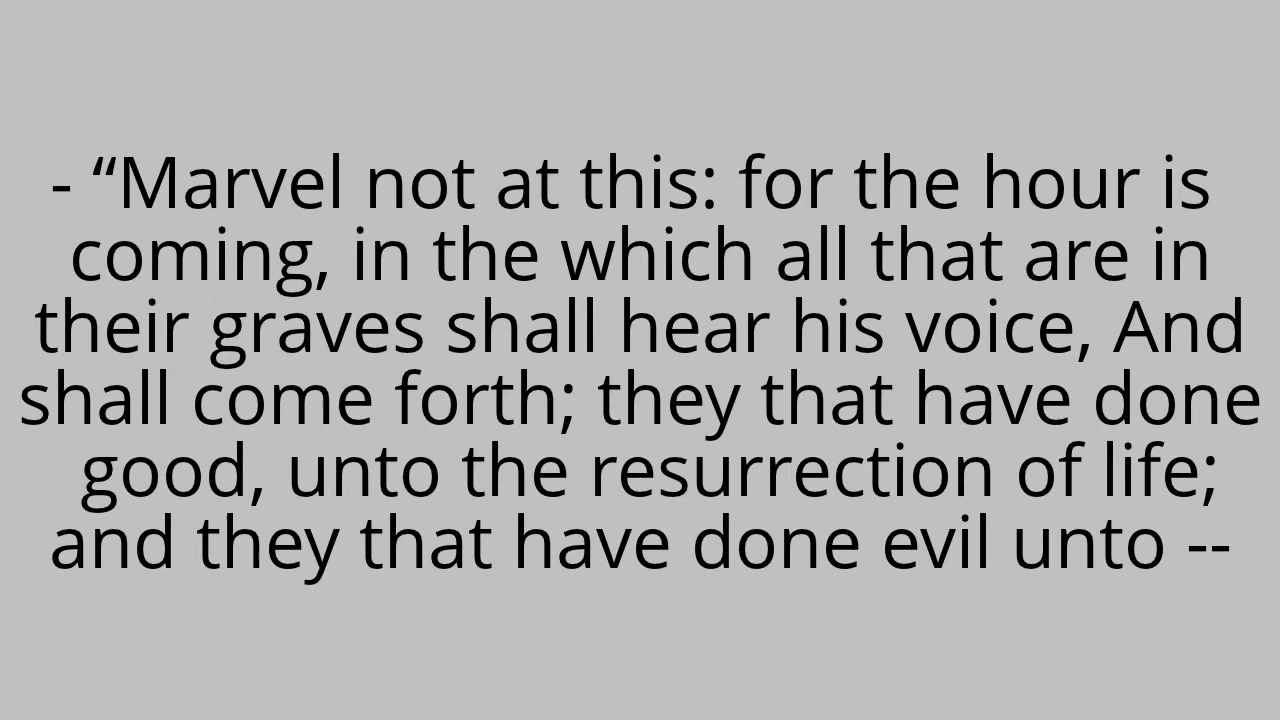 - “Marvel not at this: for the hour is
coming, in the which all that are in
their graves shall hear his voice, And
shall come forth; they that have done
good, unto the resurrection of life;
and they that have done evil unto --